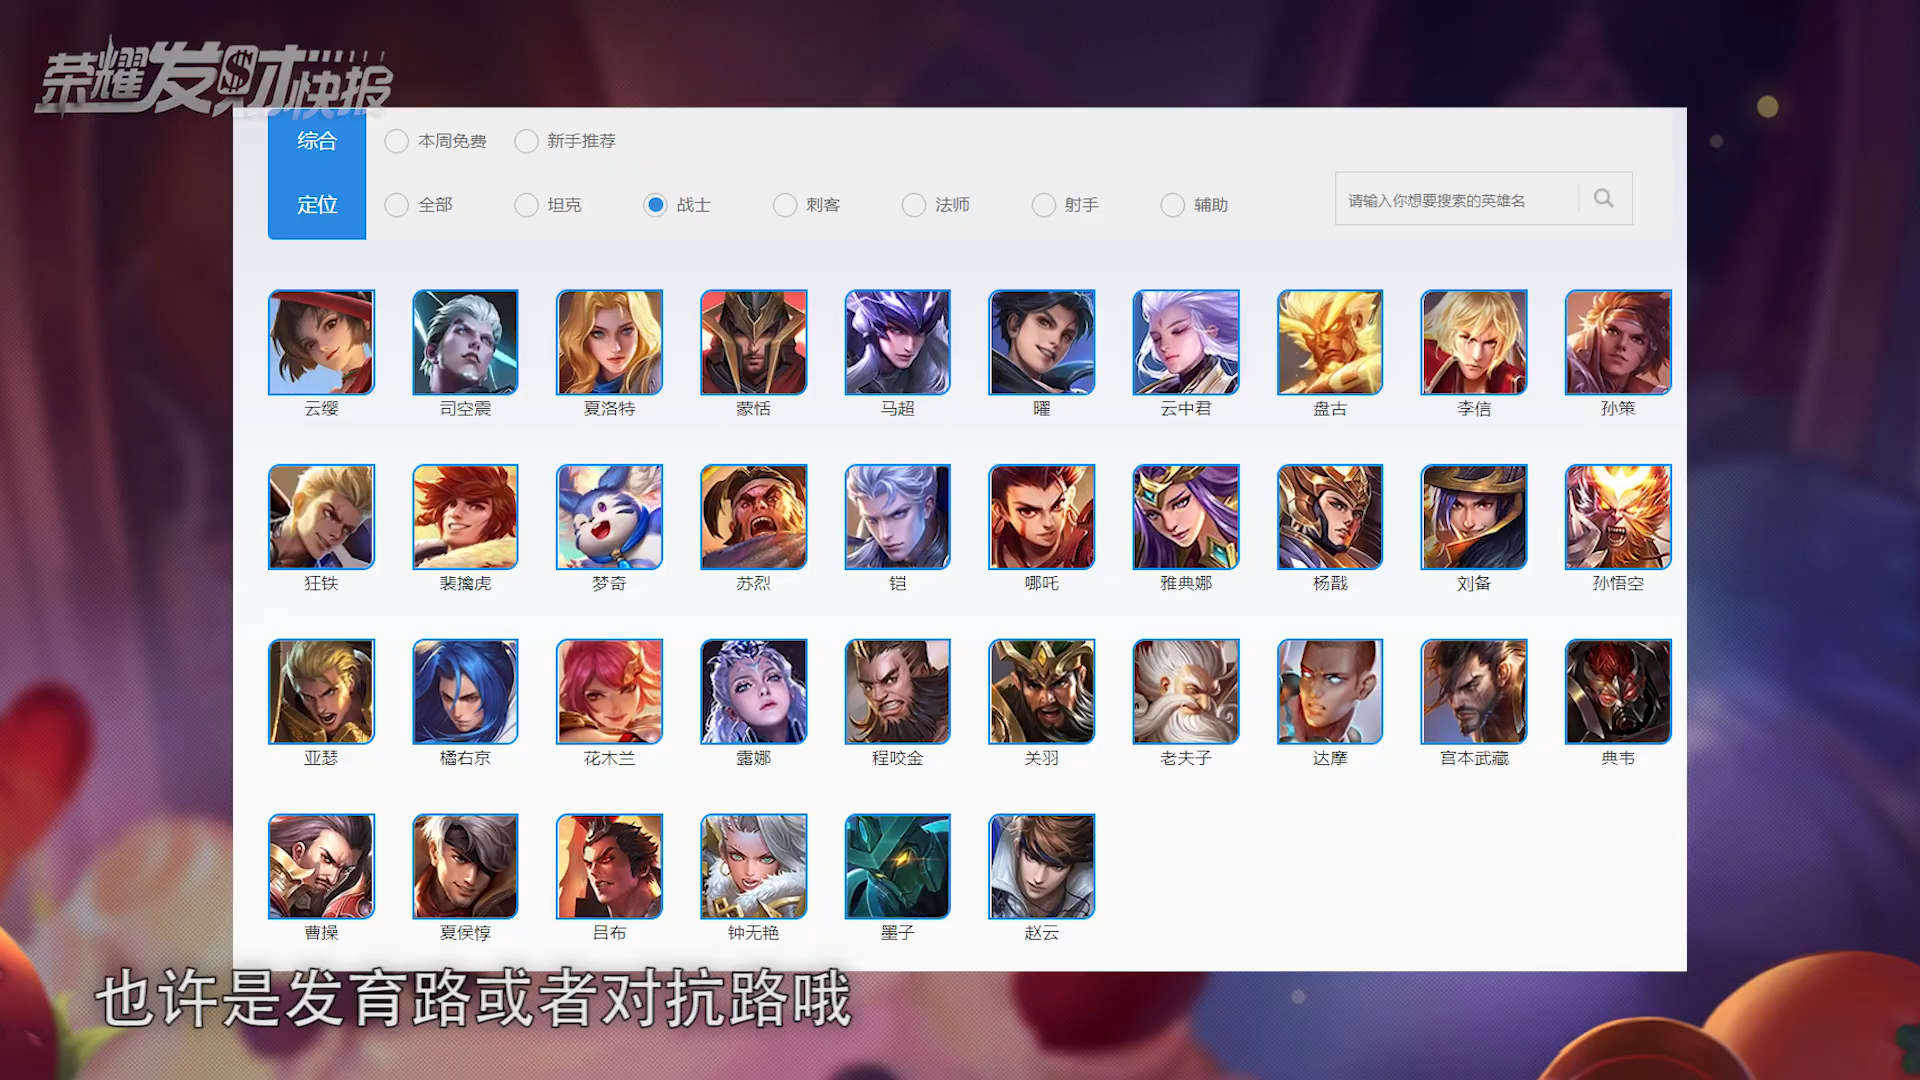 荣耀发财快报
综合 本周免费 新手推荐
定位 全部 坦克 战士 刺客 法师 射手 辅助 请输入你想要搜索的英雄名
云缨 司空震 夏洛特 蒙恬 马超 曜 云中君 盘古 李信 孙策
狂铁 裴擒虎 梦奇 苏烈 铠 哪吒 雅典娜 杨戬 刘备 孙悟空
亚瑟 橘右京 花木兰 露娜 程咬金 关羽 老夫子 达摩 宫本武藏 典韦
曹操 夏侯惇 吕布 钟无艳 墨子 赵云
也许是发育路或者对抗路哦